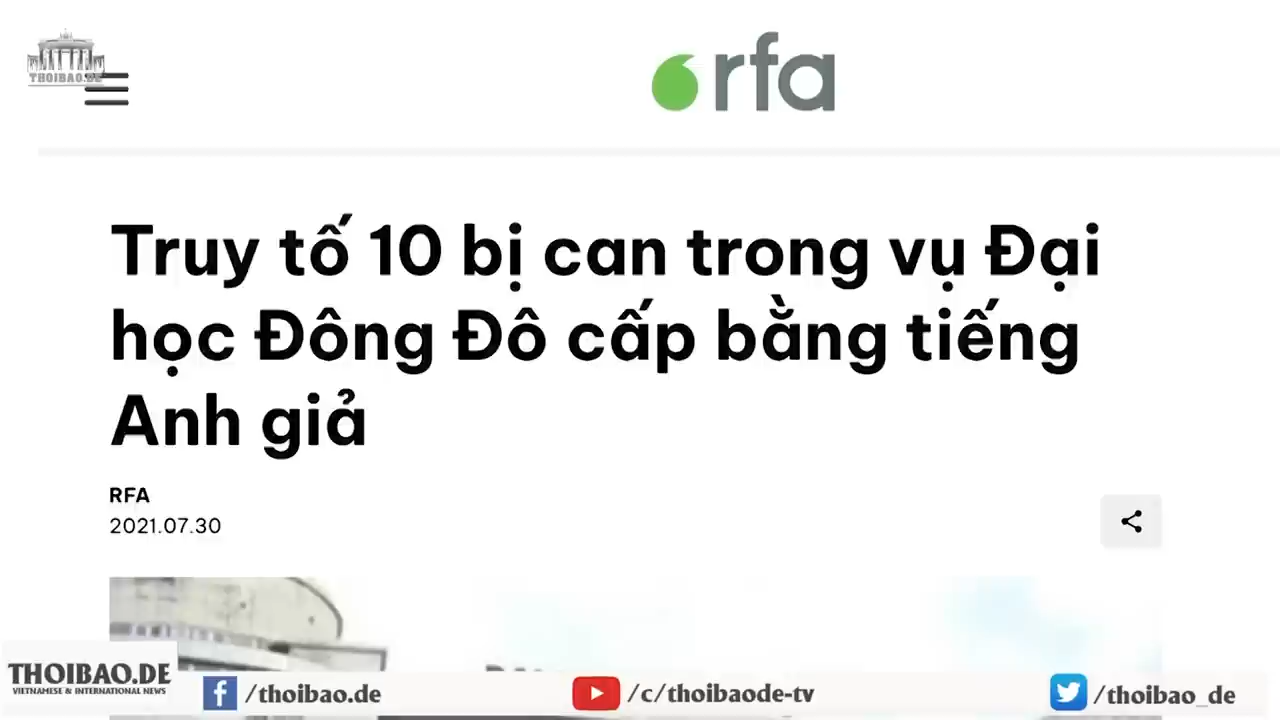 THOIBAO.DE
rfa
Truy tố 10 bị can trong vụ Đại
học Đông Đô cấp bằng tiếng
Anh giả
RFA
2021.07.30
THOIBAO.DE
VIETNAMESE & INTERNATIONAL NEWS
/thoibao.de
/c/thoibaode-tv
/thoibao_de